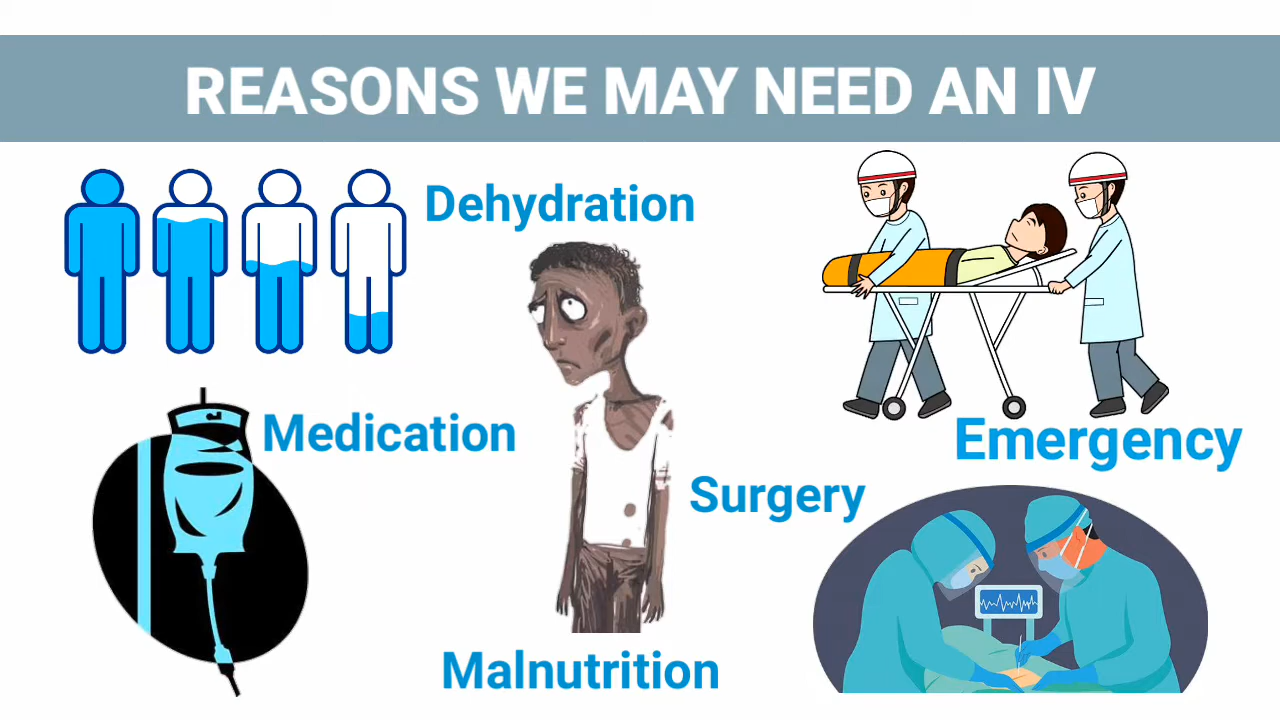 REASONS WE MAY NEED AN IV
Dehydration
Medication
Emergency
Surgery
Malnutrition